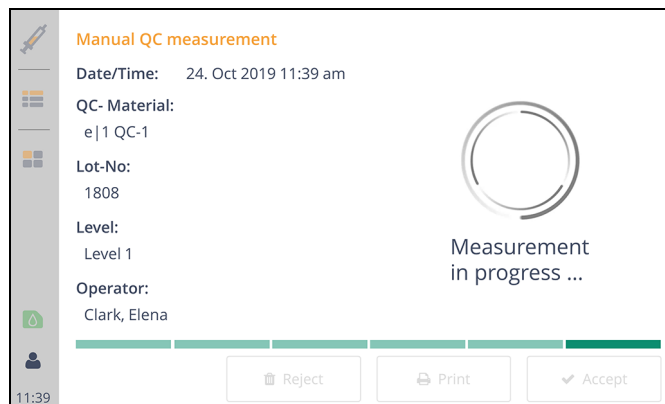 Manual QC measurement
Date/Time: 24. Oct 2019 11:39 am
QC- Material:
e|1 QC-1
Lot-No:
1808
Level:
Level 1
Operator:
Clark, Elena
Measurement
in progress ...
Reject
Print
Accept
11:39